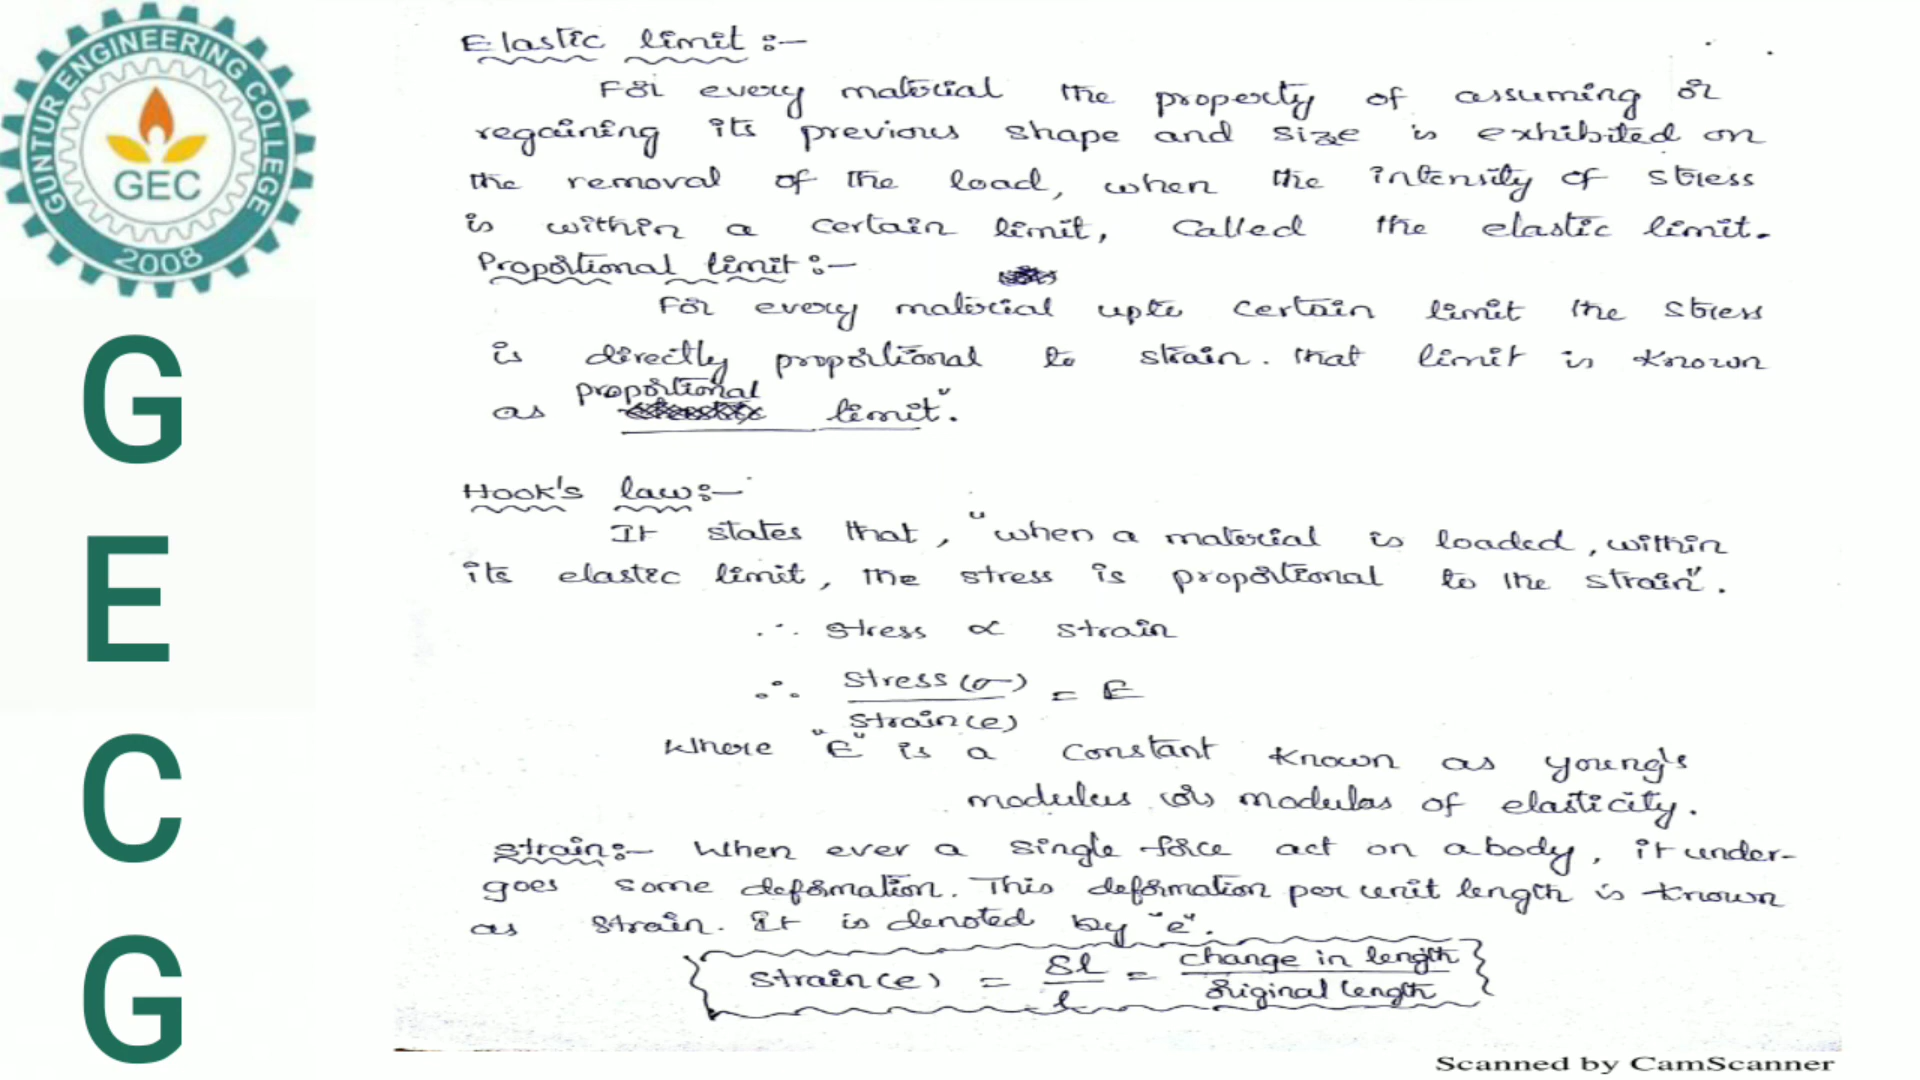 GUNTUR ENGINEERING COLLEGE
GEC
2008
G
E
C
G
Elastic limit :-
For every material the property of assuming or
regaining its previous shape and size is exhibited on
the removal of the load, when the intensity of stress
is within a certain limit, called the elastic limit.
Proportional limit :-
For every material upto certain limit the stress
is directly proportional to strain. that limit is known
proportional
as limit".
Hook's law:-
It states that, "when a material is loaded, within
its elastic limit, the stress is proportional to the strain".
∴ stress ∝ strain
∴ Stress (σ)
= E
Strain (e)
Where "E" is a constant known as young's
modulus (or) modulas of elasticity.
strain:- When ever a single force act on a body, it under-
goes some deformation. This deformation per unit length is known
as strain. It is denoted by "e".
Strain (e) = δl / l = change in length / original length
Scanned by CamScanner